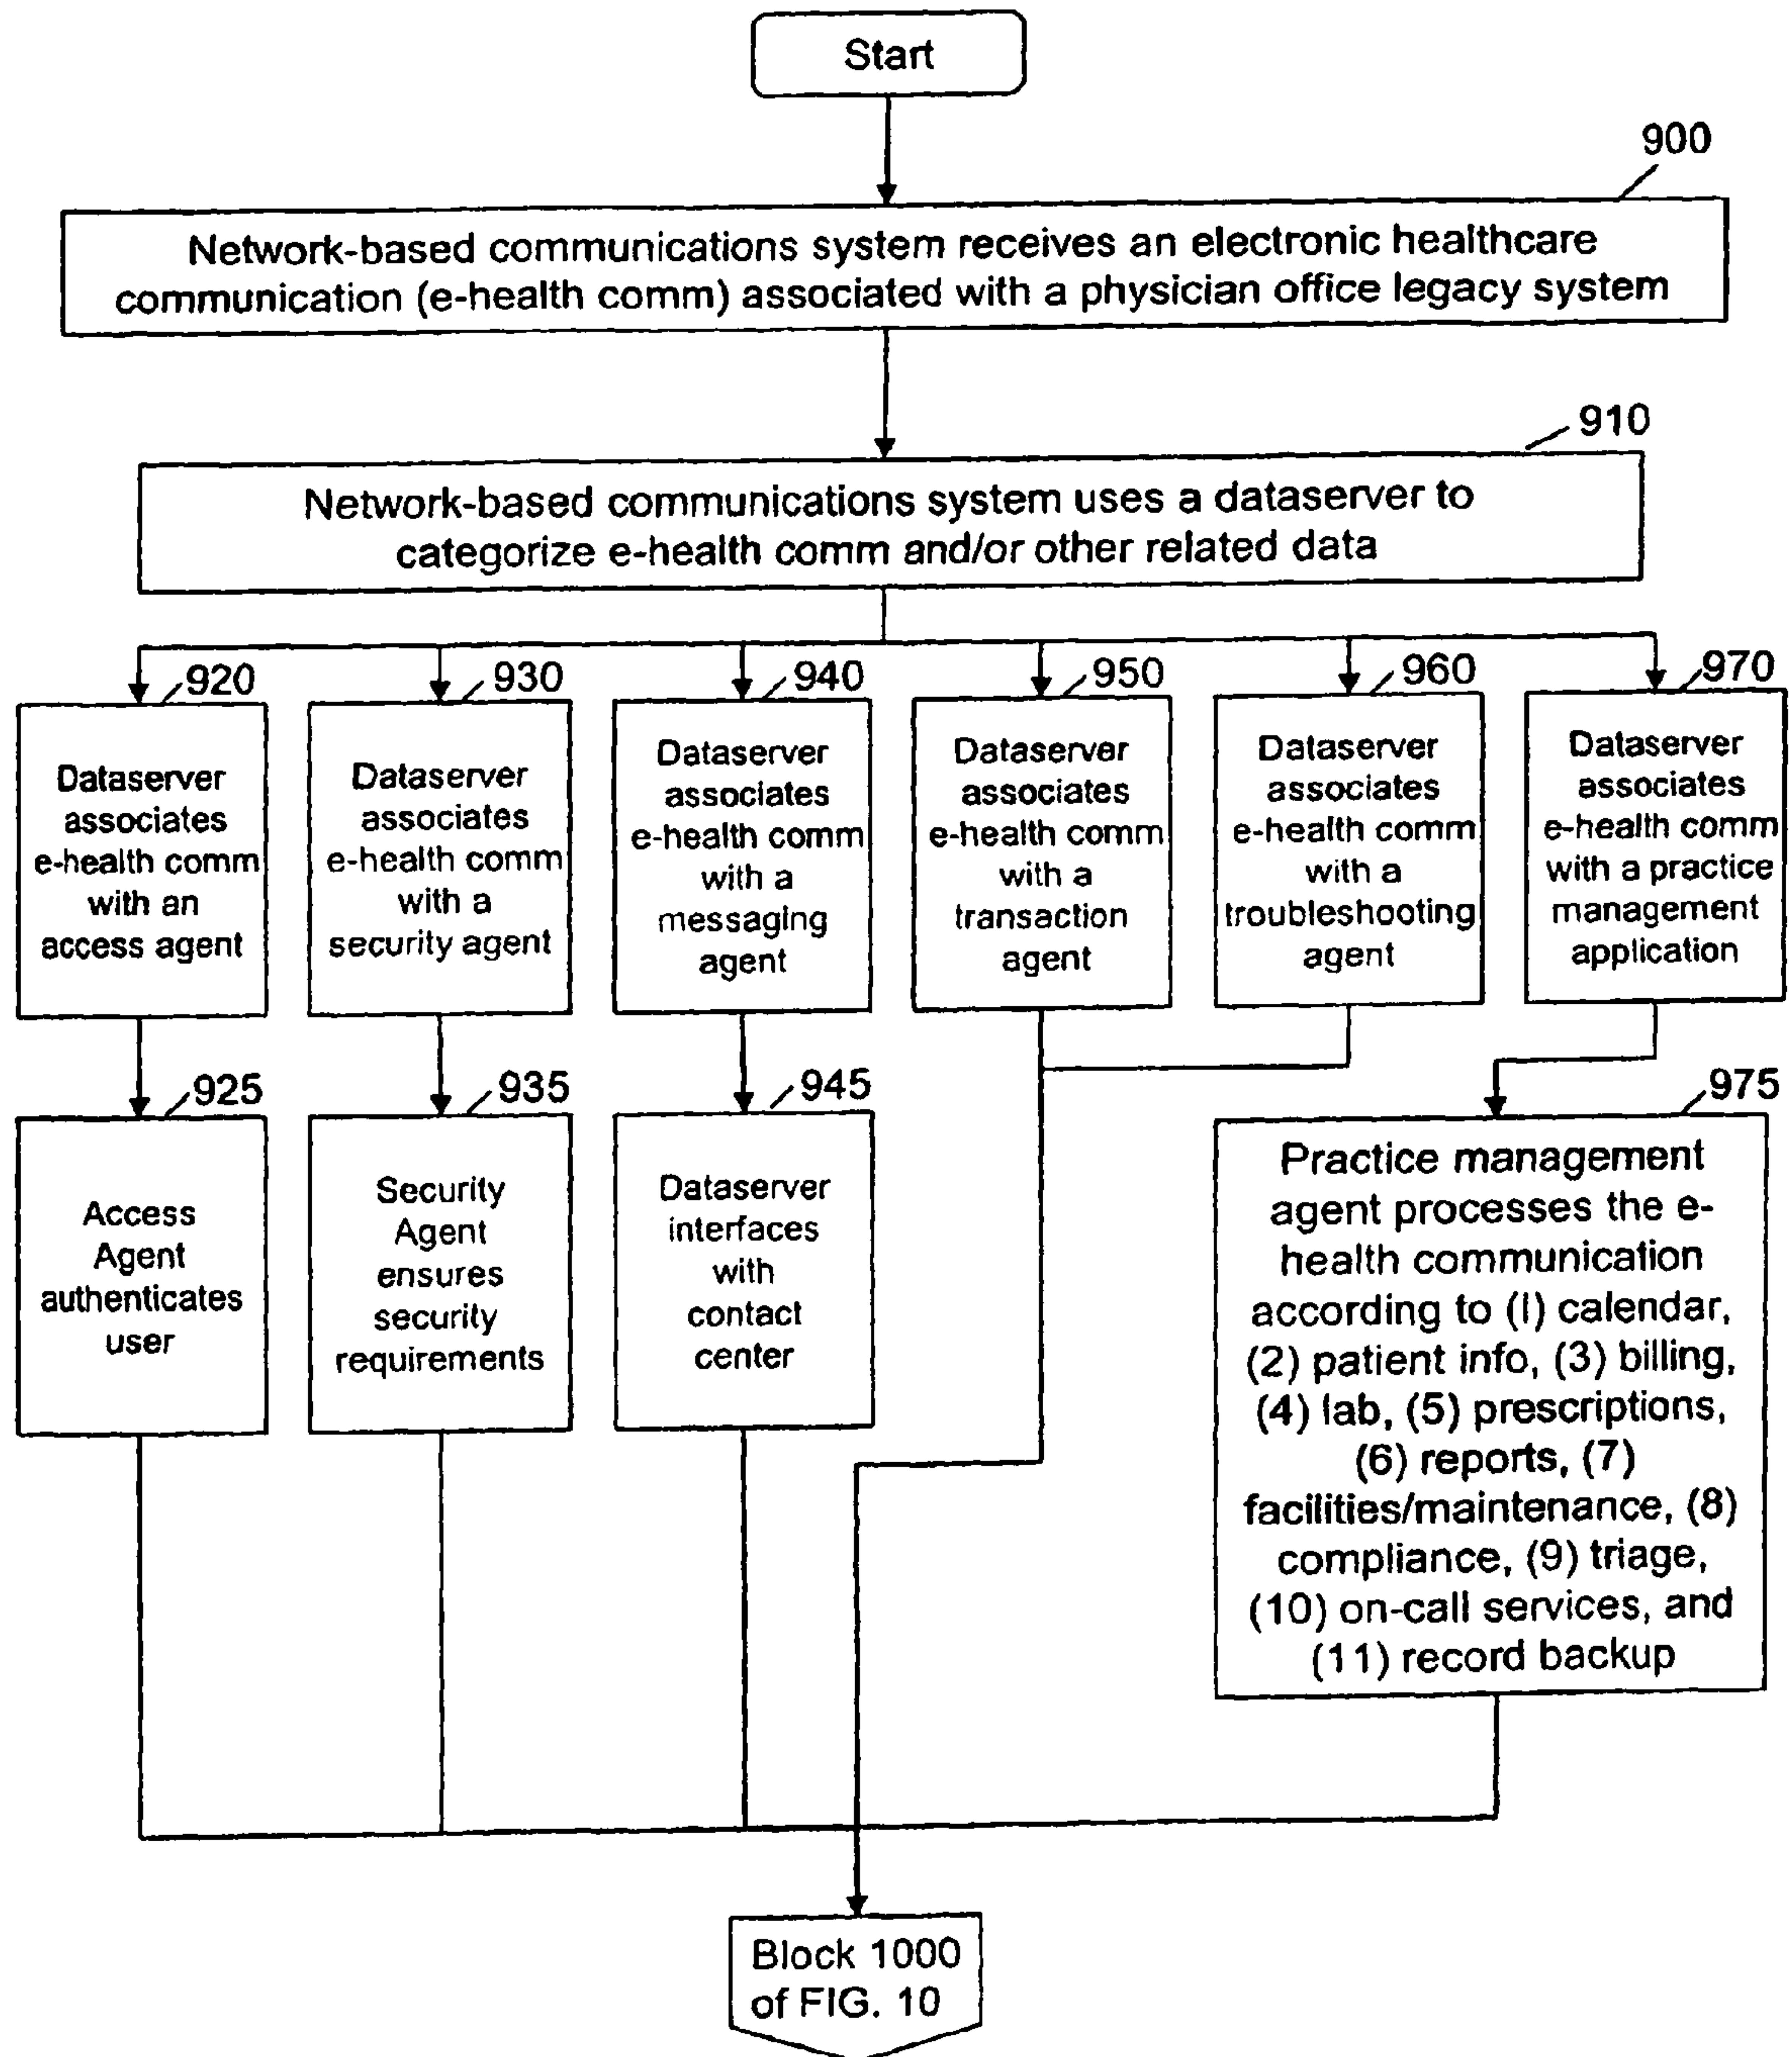 Start
900
Network-based communications system receives an electronic healthcare
communication (e-health comm) associated with a physician office legacy system
910
Network-based communications system uses a dataserver to
categorize e-health comm and/or other related data
920
Dataserver
associates
e-health comm
with an
access agent
930
Dataserver
associates
e-health comm
with a
security agent
940
Dataserver
associates
e-health comm
with a
messaging
agent
950
Dataserver
associates
e-health comm
with a
transaction
agent
960
Dataserver
associates
e-health comm
with a
troubleshooting
agent
970
Dataserver
associates
e-health comm
with a practice
management
application
925
Access
Agent
authenticates
user
935
Security
Agent
ensures
security
requirements
945
Dataserver
interfaces
with
contact
center
975
Practice management
agent processes the e-
health communication
according to (I) calendar,
(2) patient info, (3) billing,
(4) lab, (5) prescriptions,
(6) reports, (7)
facilities/maintenance, (8)
compliance, (9) triage,
(10) on-call services, and
(11) record backup
Block 1000
of FIG. 10